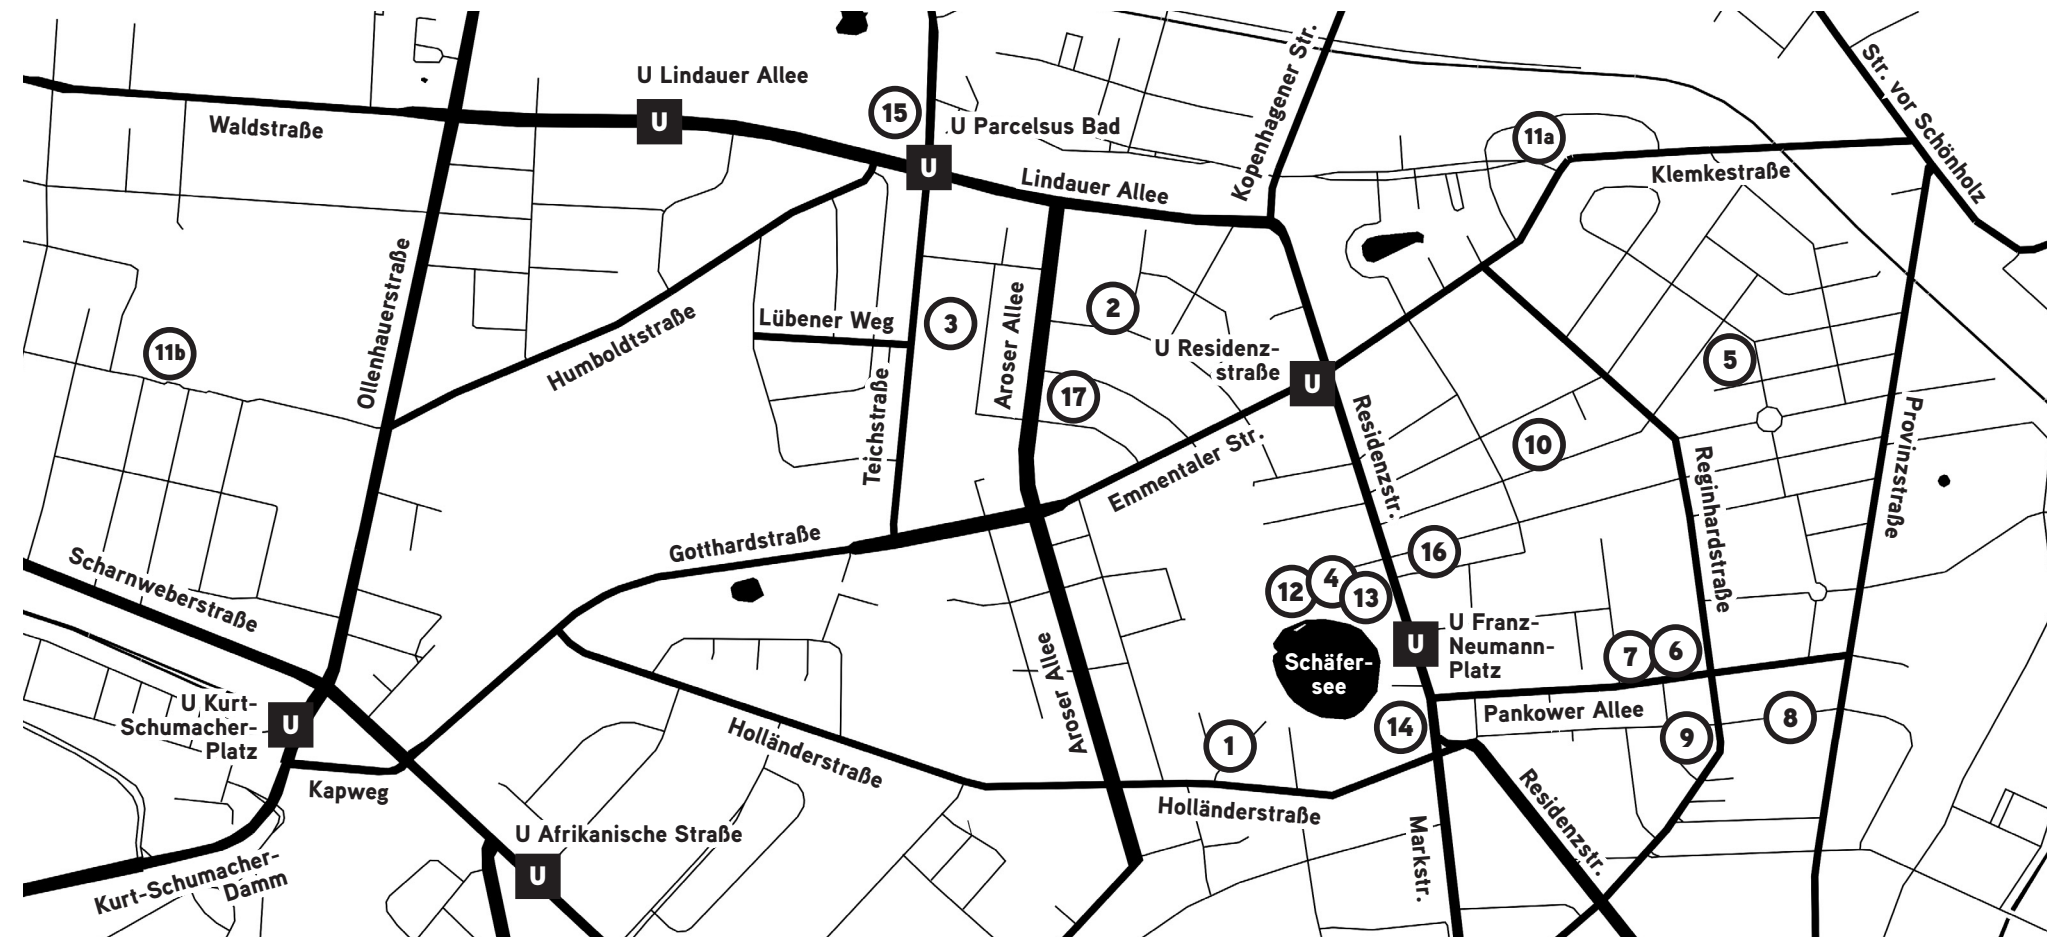 U Lindauer Allee
U
Waldstraße
15
U Parcelsus Bad
U
Lindauer Allee
Kopenhagener Str.
11a
Klemkestraße
Str. vor Schönholz
Ollenhauerstraße
11b
Humboldtstraße
Lübener Weg
3
Aroser Allee
2
U Residenz-
straße
U
17
5
Teichstraße
Emmentaler Str.
Residenzstr.
10
Reginhardstraße
Provinzstraße
Gotthardstraße
Scharnweberstraße
16
12
4
13
Schäfer-
see
U
U Franz-
Neumann-
Platz
7
6
Aroser Allee
U Kurt-
Schumacher-
Platz
U
Kapweg
Holländerstraße
1
14
Pankower Allee
9
8
Holländerstraße
Markstr.
Residenzstr.
U Afrikanische Straße
U
Kurt-Schumacher-
Damm